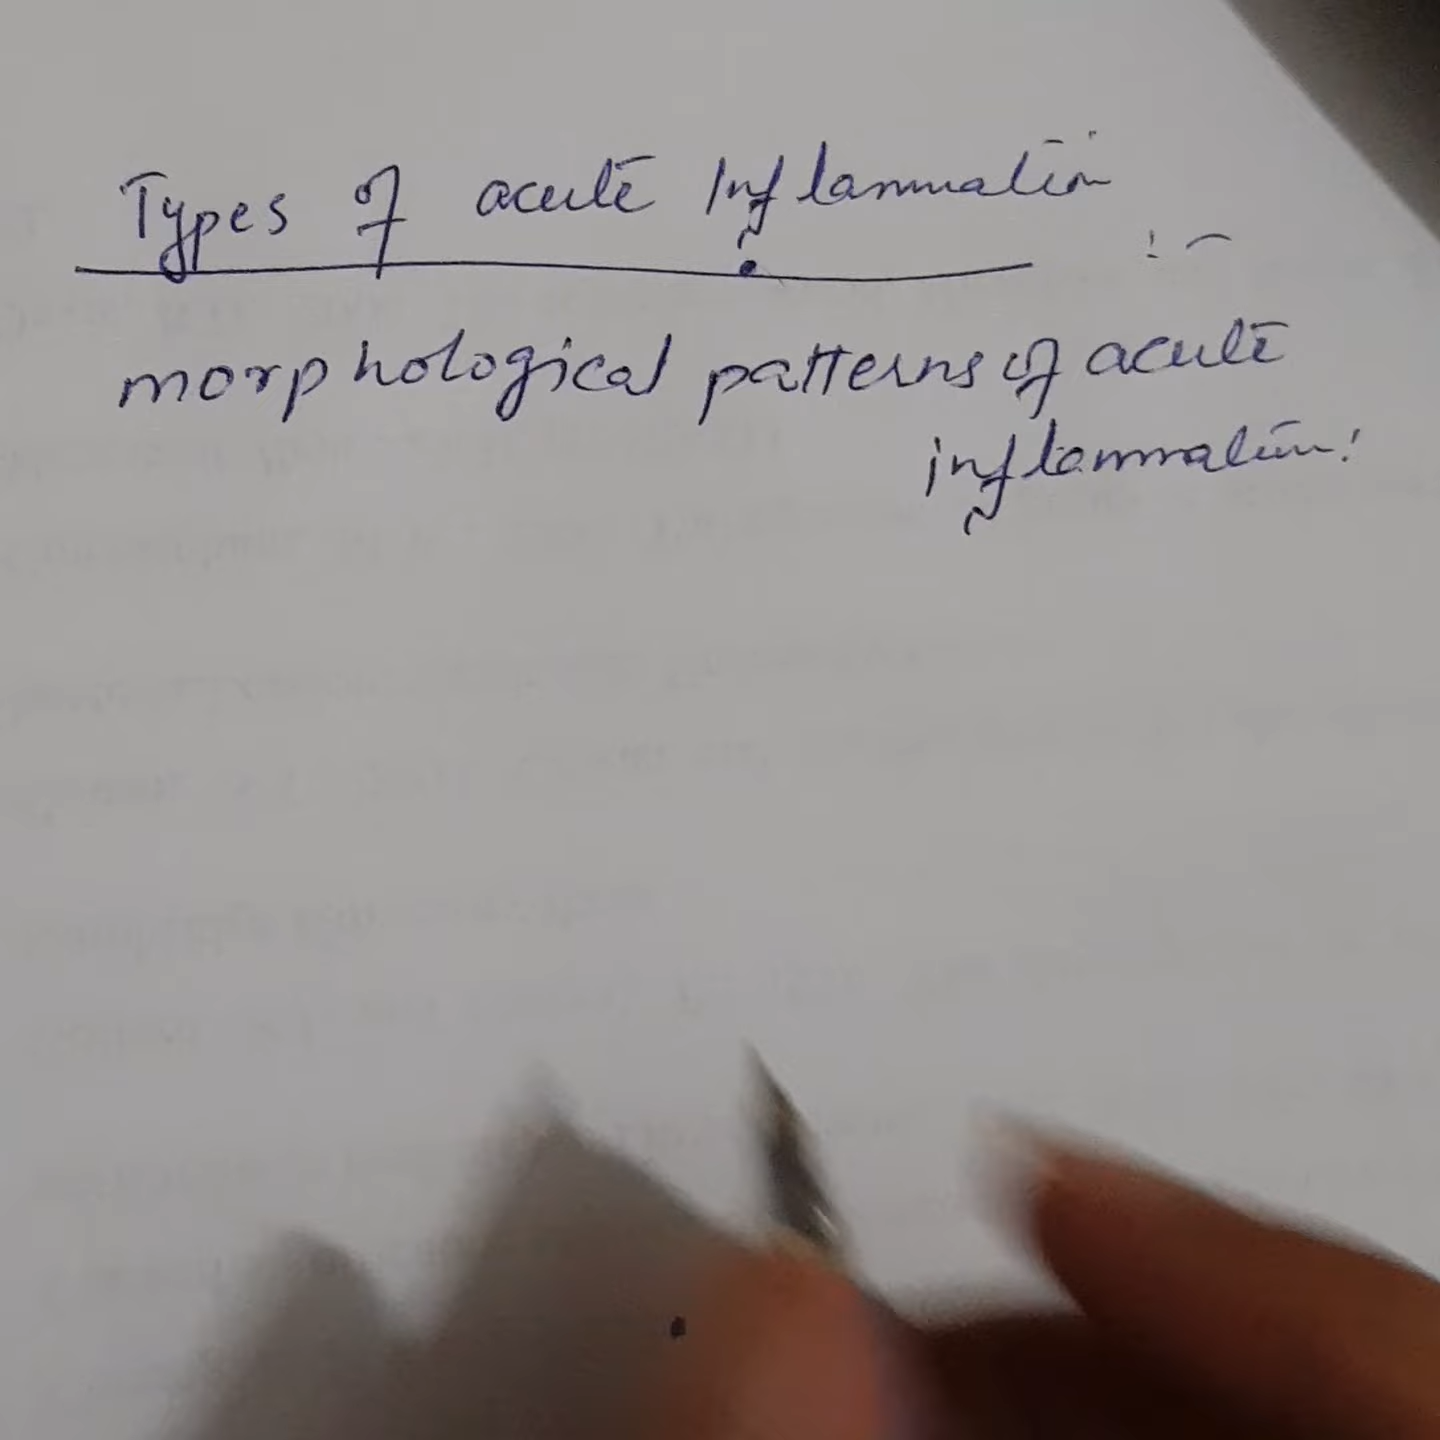 Types of acute Inflammation :-
morphological patterns of acute
inflammation: